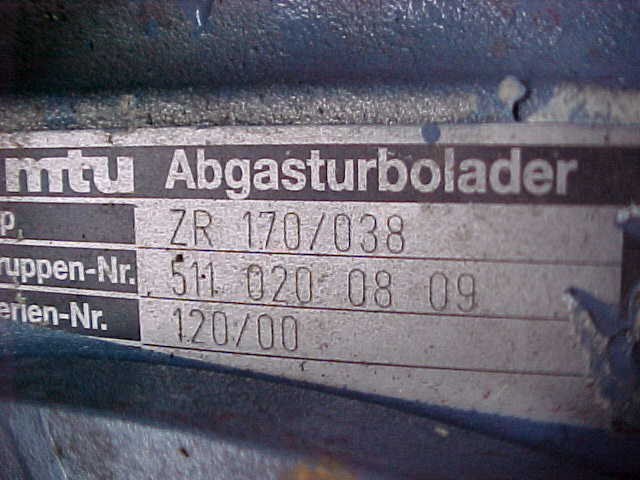 mtu Abgasturbolader
p. ZR 170/038
ruppen-Nr. 511 020 08 09
erien-Nr. 120/00